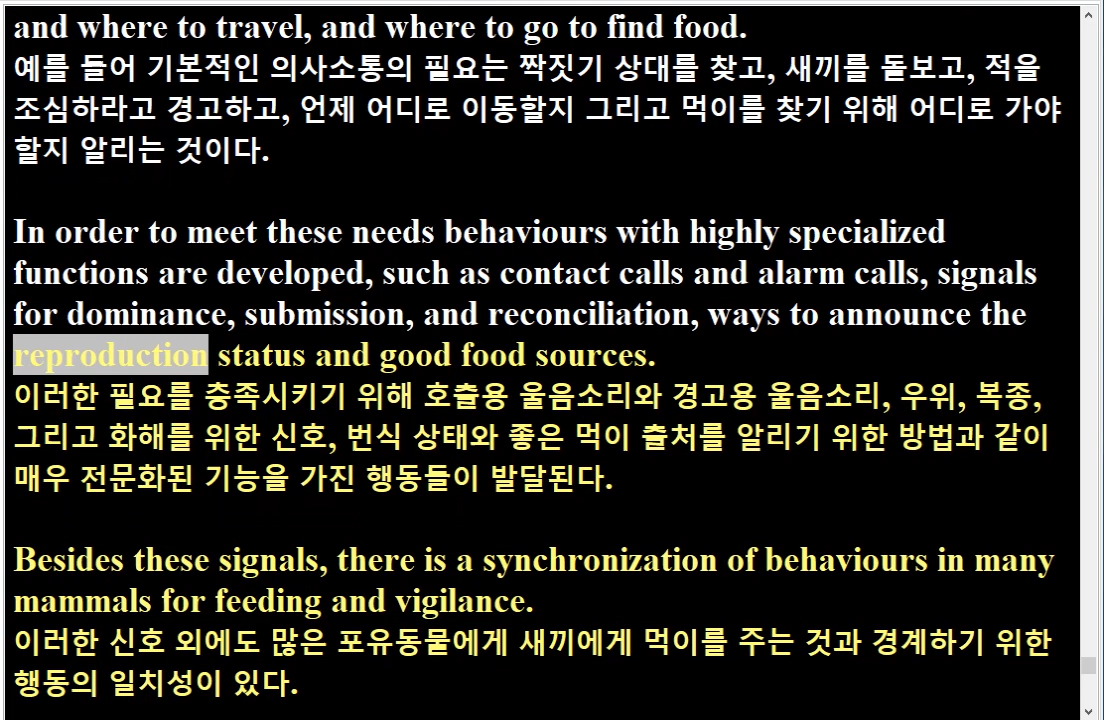 and where to travel, and where to go to find food.
예를 들어 기본적인 의사소통의 필요는 짝짓기 상대를 찾고, 새끼를 돌보고, 적을
조심하라고 경고하고, 언제 어디로 이동할지 그리고 먹이를 찾기 위해 어디로 가야
할지 알리는 것이다.
In order to meet these needs behaviours with highly specialized
functions are developed, such as contact calls and alarm calls, signals
for dominance, submission, and reconciliation, ways to announce the
reproduction status and good food sources.
이러한 필요를 충족시키기 위해 호출용 울음소리와 경고용 울음소리, 우위, 복종,
그리고 화해를 위한 신호, 번식 상태와 좋은 먹이 출처를 알리기 위한 방법과 같이
매우 전문화된 기능을 가진 행동들이 발달된다.
Besides these signals, there is a synchronization of behaviours in many
mammals for feeding and vigilance.
이러한 신호 외에도 많은 포유동물에게 새끼에게 먹이를 주는 것과 경계하기 위한
행동의 일치성이 있다.